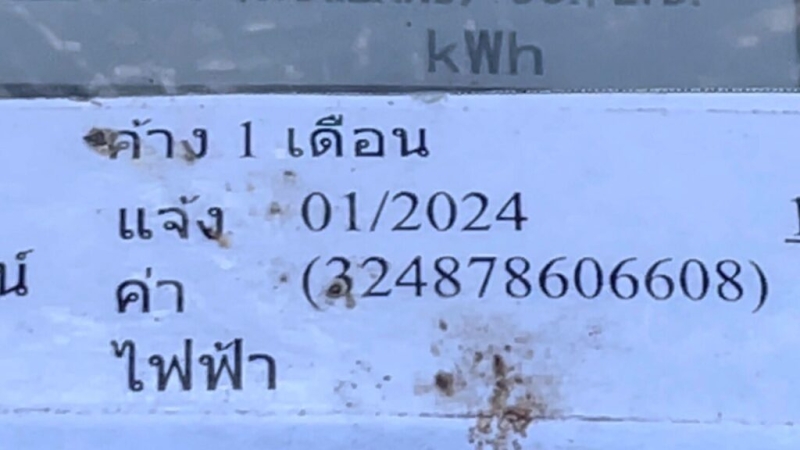 kWh
ค้าง 1 เดือน
แจ้ง 01/2024
ค่า (324878606608)
ไฟฟ้า